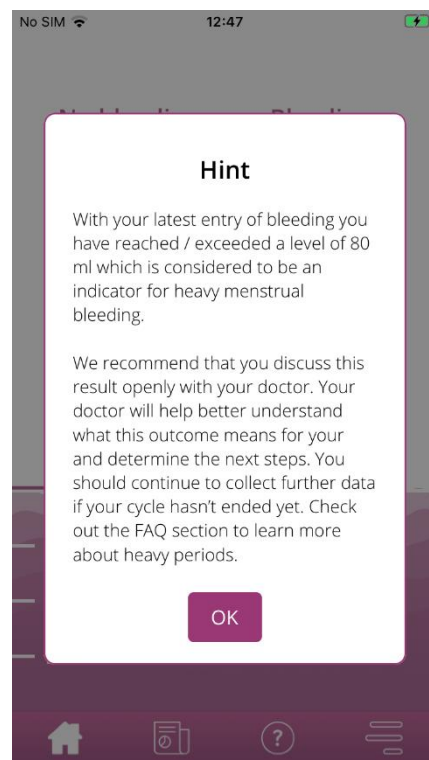 No SIM 12:47
Hint
With your latest entry of bleeding you
have reached / exceeded a level of 80
ml which is considered to be an
indicator for heavy menstrual
bleeding.
We recommend that you discuss this
result openly with your doctor. Your
doctor will help better understand
what this outcome means for your
and determine the next steps. You
should continue to collect further data
if your cycle hasn’t ended yet. Check
out the FAQ section to learn more
about heavy periods.
OK